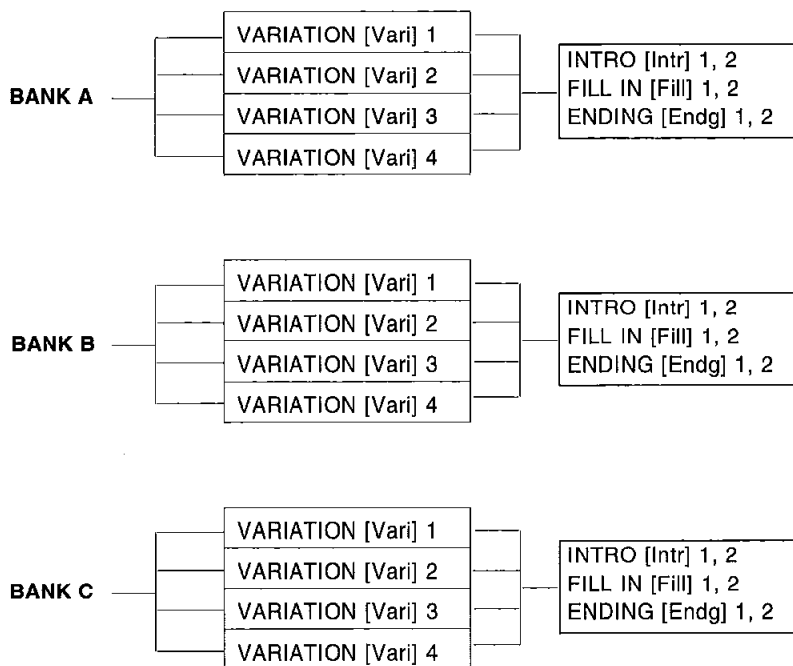 VARIATION [Vari] 1
VARIATION [Vari] 2
VARIATION [Vari] 3
VARIATION [Vari] 4
BANK A
INTRO [Intr] 1, 2
FILL IN [Fill] 1, 2
ENDING [Endg] 1, 2
VARIATION [Vari] 1
VARIATION [Vari] 2
VARIATION [Vari] 3
VARIATION [Vari] 4
BANK B
INTRO [Intr] 1, 2
FILL IN [Fill] 1, 2
ENDING [Endg] 1, 2
VARIATION [Vari] 1
VARIATION [Vari] 2
VARIATION [Vari] 3
VARIATION [Vari] 4
BANK C
INTRO [Intr] 1, 2
FILL IN [Fill] 1, 2
ENDING [Endg] 1, 2